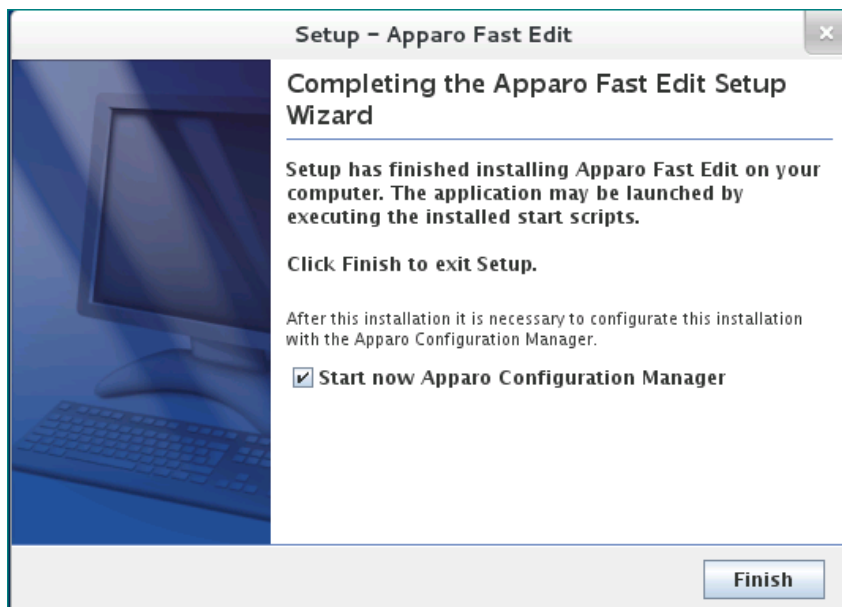 Setup – Apparo Fast Edit
Completing the Apparo Fast Edit Setup
Wizard
Setup has finished installing Apparo Fast Edit on your
computer. The application may be launched by
executing the installed start scripts.
Click Finish to exit Setup.
After this installation it is necessary to configurate this installation
with the Apparo Configuration Manager.
Start now Apparo Configuration Manager
Finish